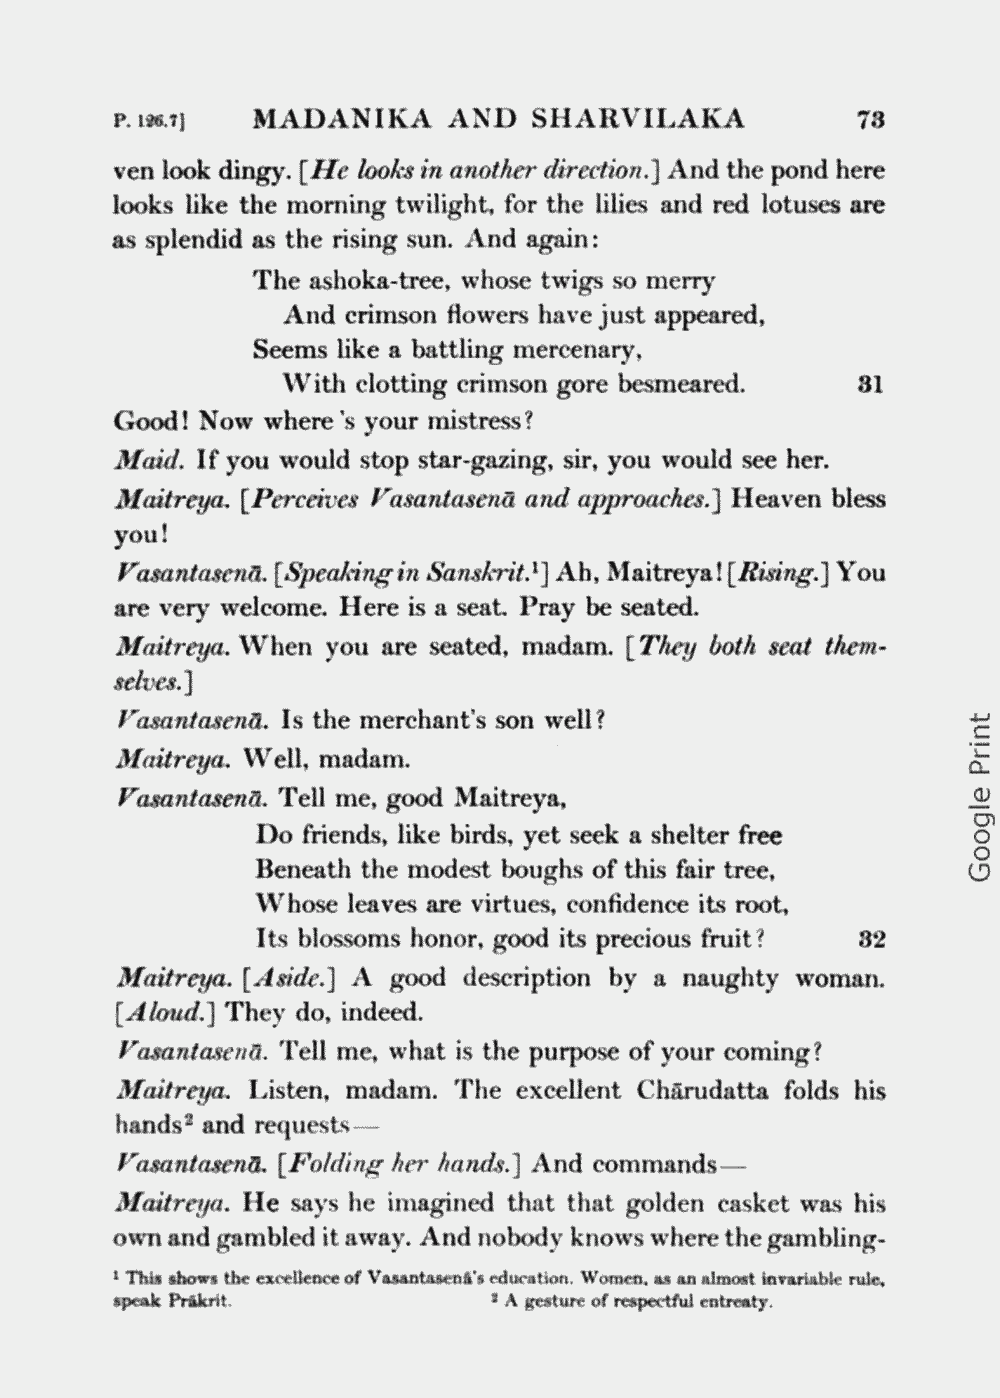 P. 126.7] MADANIKA AND SHARVILAKA 73
ven look dingy. [He looks in another direction.] And the pond here
looks like the morning twilight, for the lilies and red lotuses are
as splendid as the rising sun. And again:
The ashoka-tree, whose twigs so merry
And crimson flowers have just appeared,
Seems like a battling mercenary,
With clotting crimson gore besmeared. 31
Good! Now where 's your mistress?
Maid. If you would stop star-gazing, sir, you would see her.
Maitreya. [Perceives Vasantasenā and approaches.] Heaven bless
you!
Vasantasenā. [Speaking in Sanskrit.¹] Ah, Maitreya! [Rising.] You
are very welcome. Here is a seat. Pray be seated.
Maitreya. When you are seated, madam. [They both seat them-
selves.]
Vasantasenā. Is the merchant's son well?
Maitreya. Well, madam.
Vasantasenā. Tell me, good Maitreya,
Do friends, like birds, yet seek a shelter free
Beneath the modest boughs of this fair tree,
Whose leaves are virtues, confidence its root,
Its blossoms honor, good its precious fruit? 32
Maitreya. [Aside.] A good description by a naughty woman.
[Aloud.] They do, indeed.
Vasantasenā. Tell me, what is the purpose of your coming?
Maitreya. Listen, madam. The excellent Chārudatta folds his
hands² and requests—
Vasantasenā. [Folding her hands.] And commands—
Maitreya. He says he imagined that that golden casket was his
own and gambled it away. And nobody knows where the gambling-
¹ This shows the excellence of Vasantasenā's education. Women, as an almost invariable rule,
speak Prākrit. ² A gesture of respectful entreaty.
Google Print